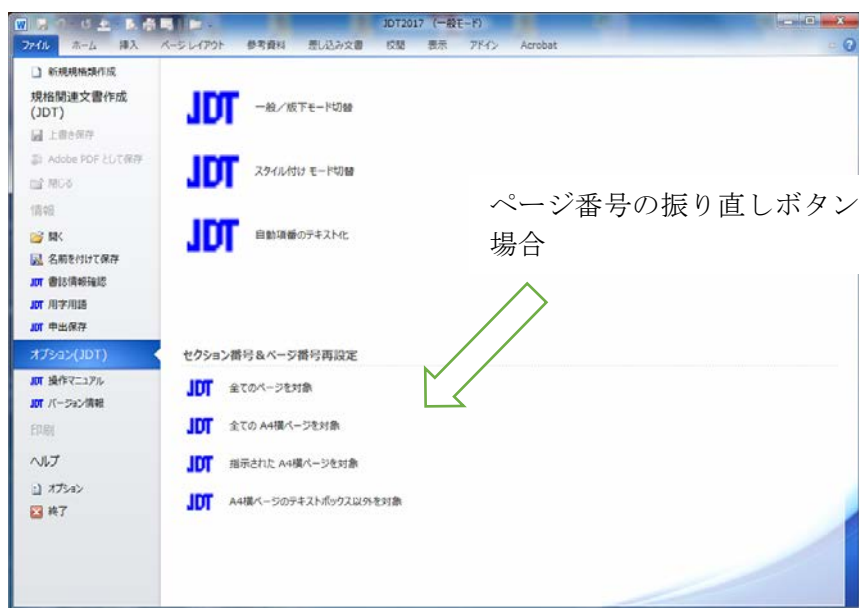 JDT2017 (一般モード)
ファイル ホーム 挿入 ページ レイアウト 参考資料 差し込み文書 校閲 表示 アドイン Acrobat
新規規格類作成
規格関連文書作成
(JDT)
上書き保存
Adobe PDF として保存
閉じる
情報
開く
名前を付けて保存
JDT 書誌情報確認
JDT 用字用語
JDT 申出保存
オプション(JDT)
JDT 操作マニュアル
JDT バージョン情報
印刷
ヘルプ
オプション
終了
JDT 一般/版下モード切替
JDT スタイル付け モード切替
JDT 自動項番のテキスト化
ページ番号の振り直しボタン
場合
セクション番号&ページ番号再設定
JDT 全てのページを対象
JDT 全ての A4横ページを対象
JDT 指示された A4横ページを対象
JDT A4横ページのテキストボックス以外を対象